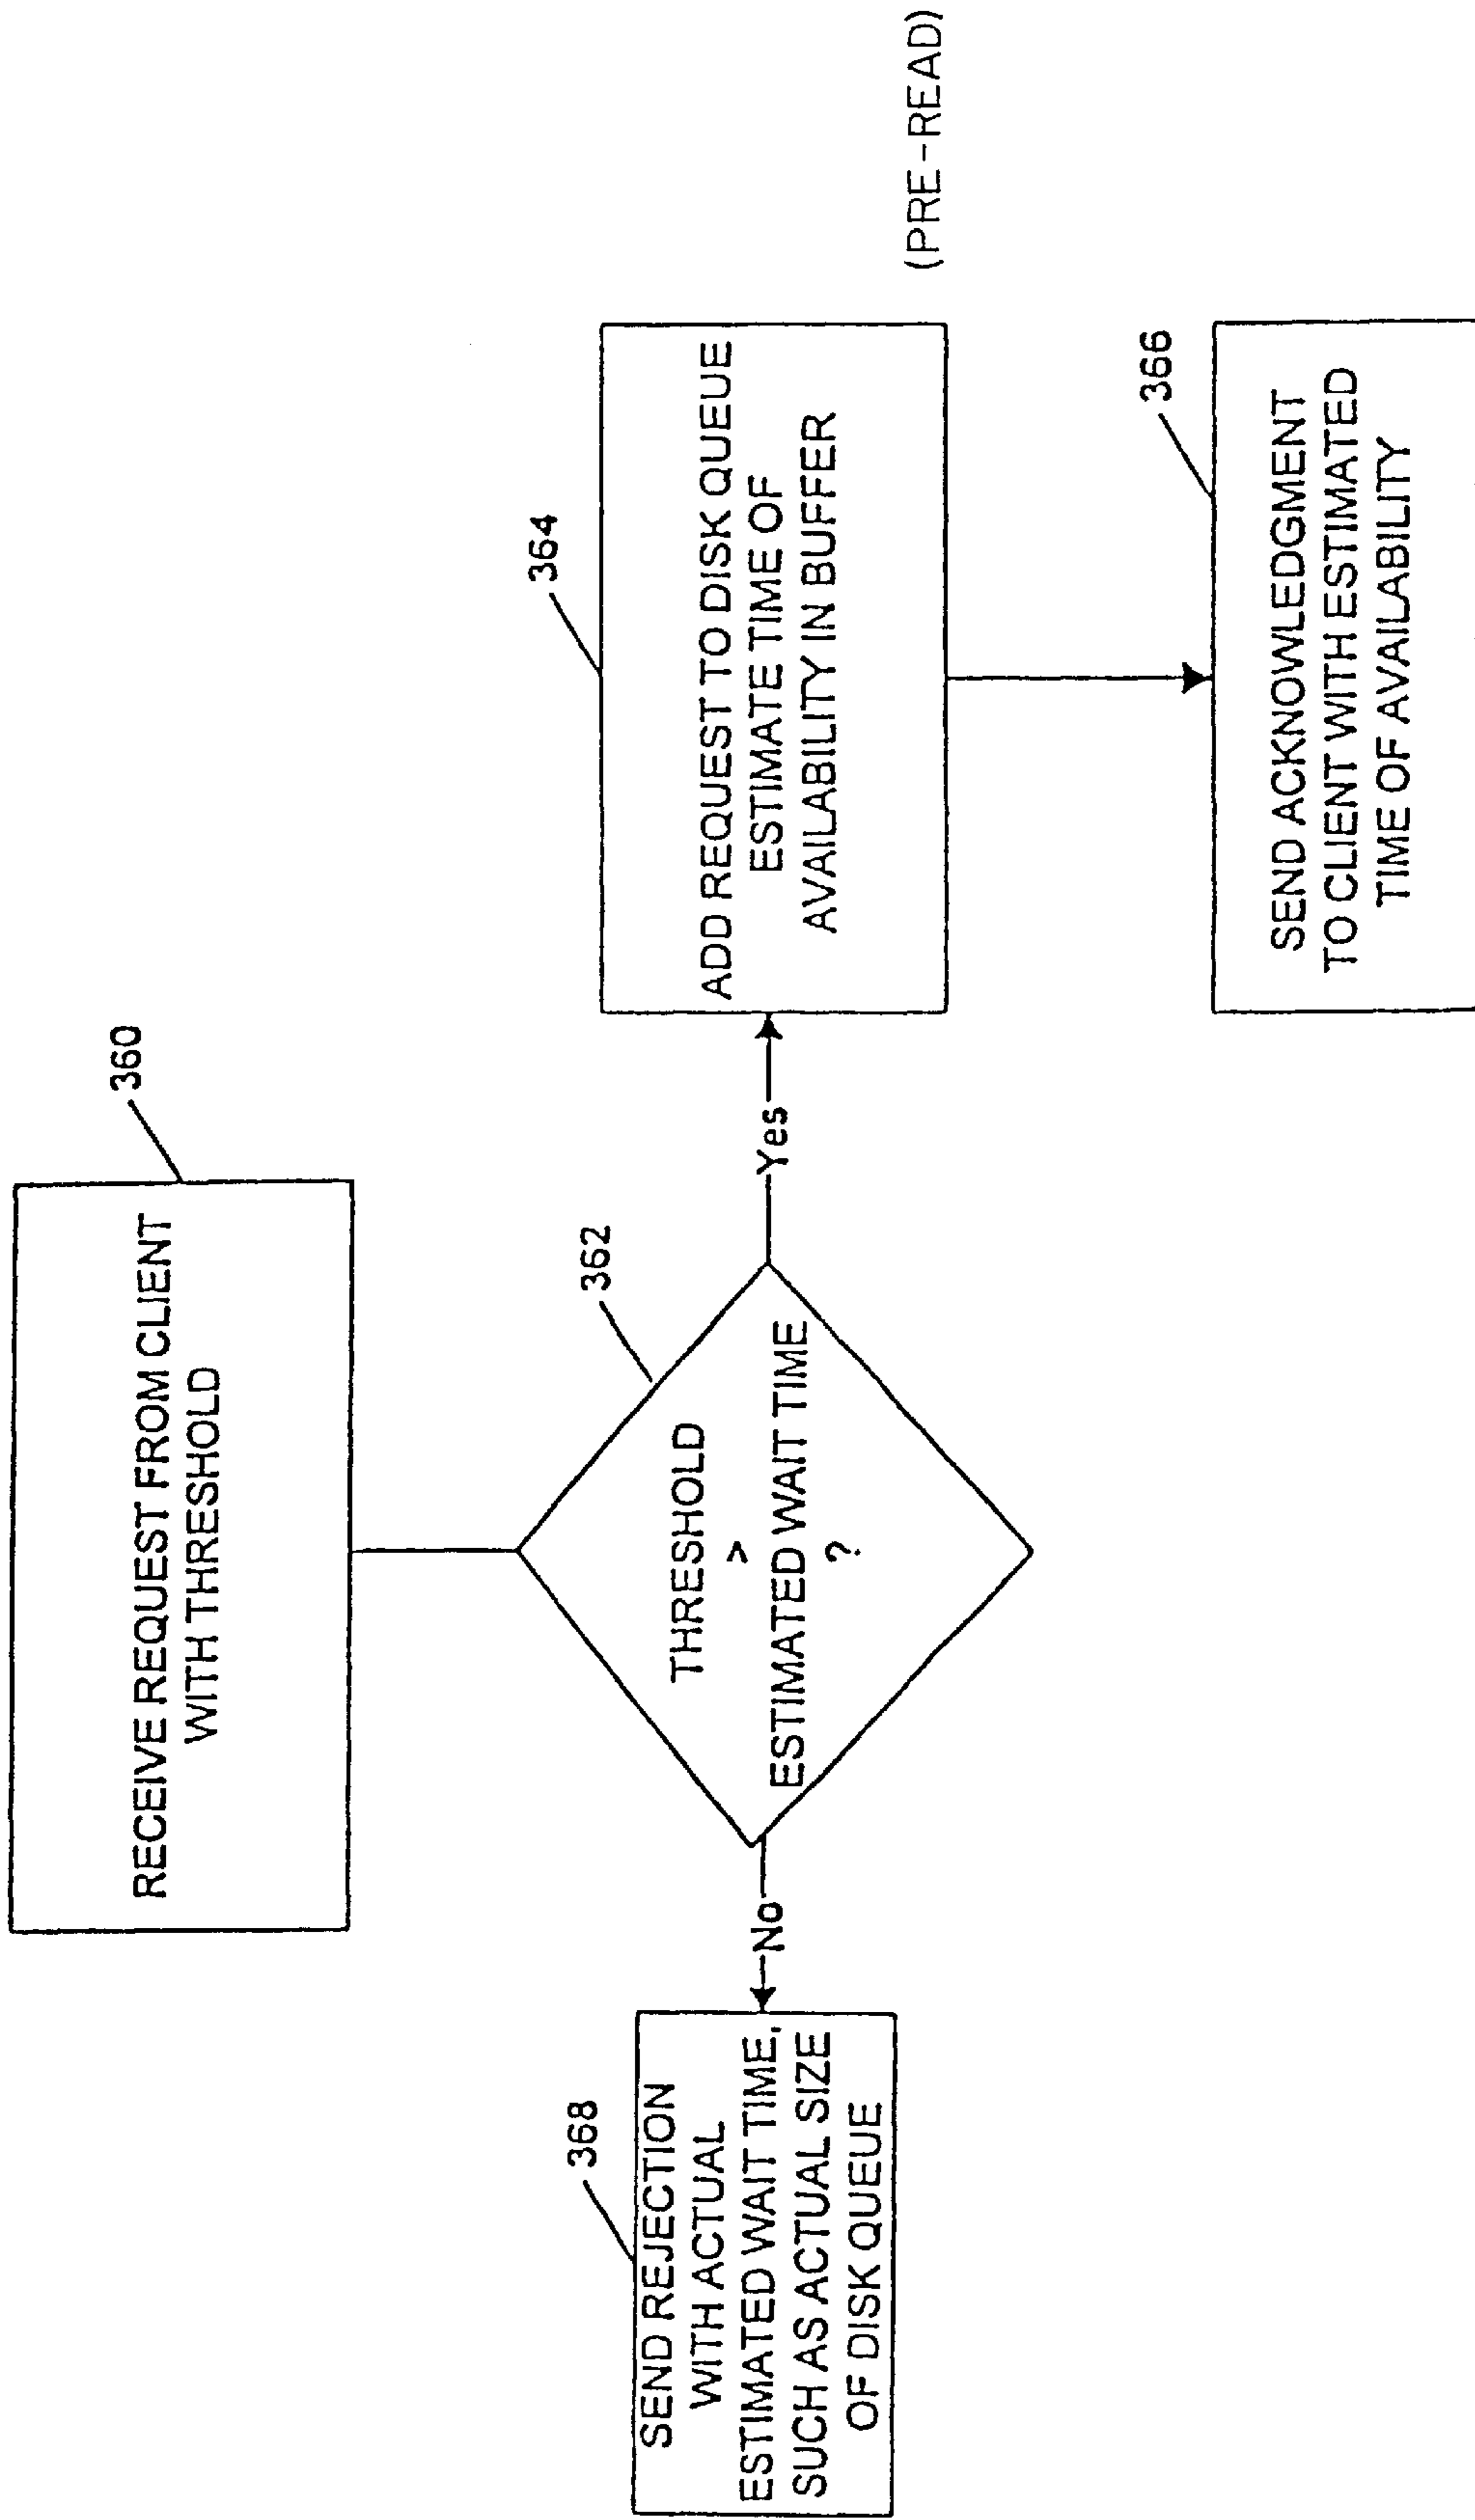 360
RECEIVE REQUEST FROM CLIENT
WITH THRESHOLD
362
THRESHOLD
>
ESTIMATED WAIT TIME
?
No
Yes
368
SEND REJECTION
WITH ACTUAL
ESTIMATED WAIT TIME,
SUCH AS ACTUAL SIZE
OF DISK QUEUE
364
ADD REQUEST TO DISK QUEUE
ESTIMATE TIME OF
AVAILABILITY IN BUFFER
(PRE-READ)
366
SEND ACKNOWLEDGMENT
TO CLIENT WITH ESTIMATED
TIME OF AVAILABILITY